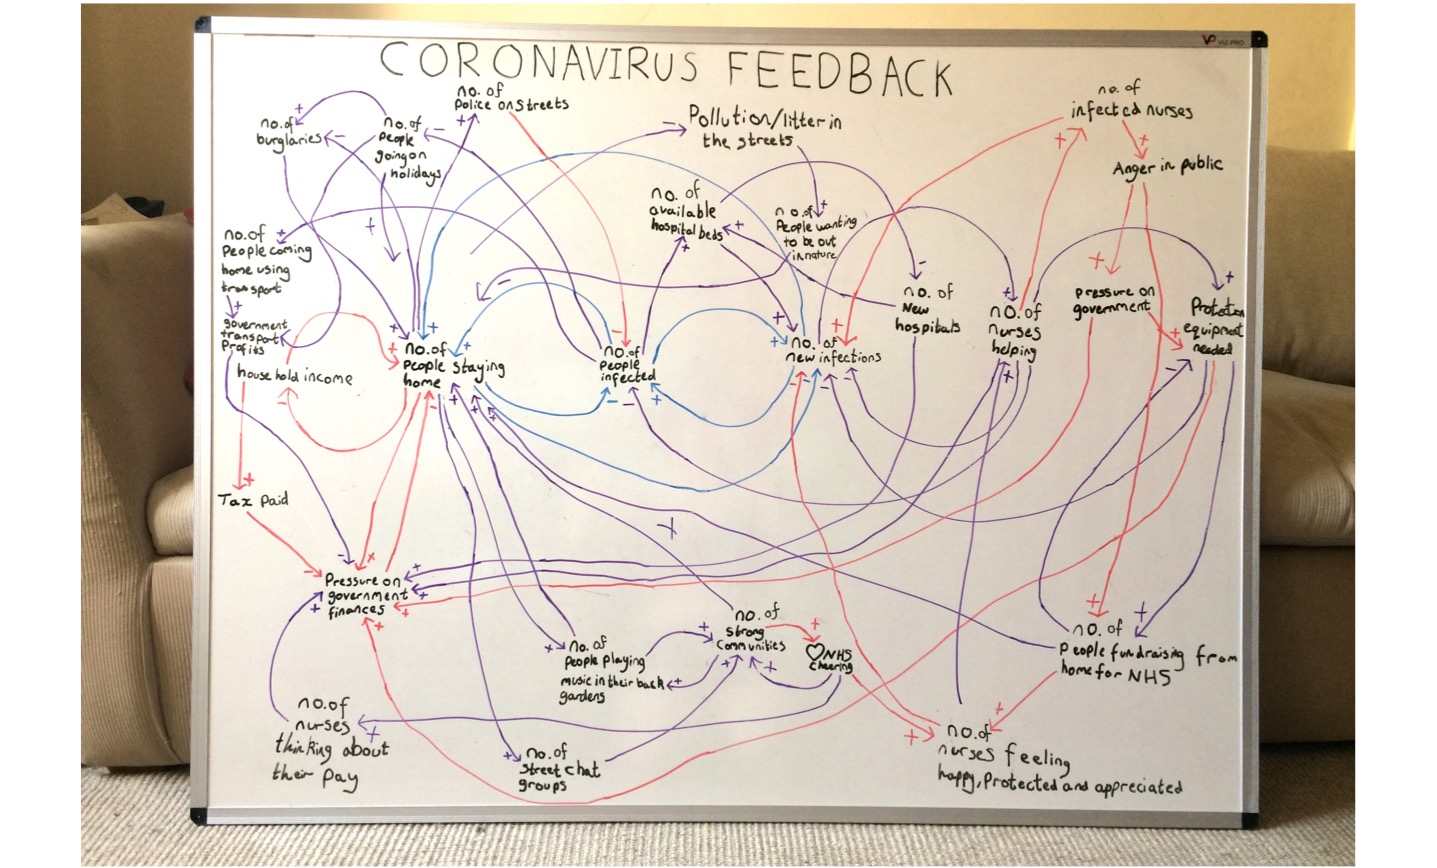 VIZ-PRO
CORONAVIRUS FEEDBACK
no. of
Police on streets
no. of
burglaries
no. of
People
going on
holidays
Pollution/litter in
the streets
no. of
infected nurses
Anger in public
no. of
available
hospital beds
no. of
People wanting
to be out
in nature
no. of
People coming
home using
transport
government
transport
Profits
house hold income
no. of
People staying
home
no. of
People
infected
no. of
new infections
no. of
New
hospitals
no. of
nurses
helping
pressure on
government
Protection
equipment
needed
Tax paid
Pressure on
government
finances
no. of
People playing
music in their back
gardens
no. of
strong
Communities
♡NHS
cheering
no. of
People fundraising from
home for NHS
no. of
nurses
thinking about
their pay
no. of
street chat
groups
no. of
nurses feeling
happy, Protected and appreciated